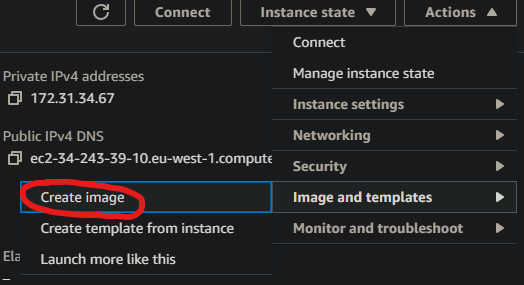 Connect
Instance state
Actions
Connect
Manage instance state
Private IPv4 addresses
172.31.34.67
Instance settings
Networking
Public IPv4 DNS
ec2-34-243-39-10.eu-west-1.compute
Security
Create image
Image and templates
Create template from instance
Monitor and troubleshoot
Ela
Launch more like this